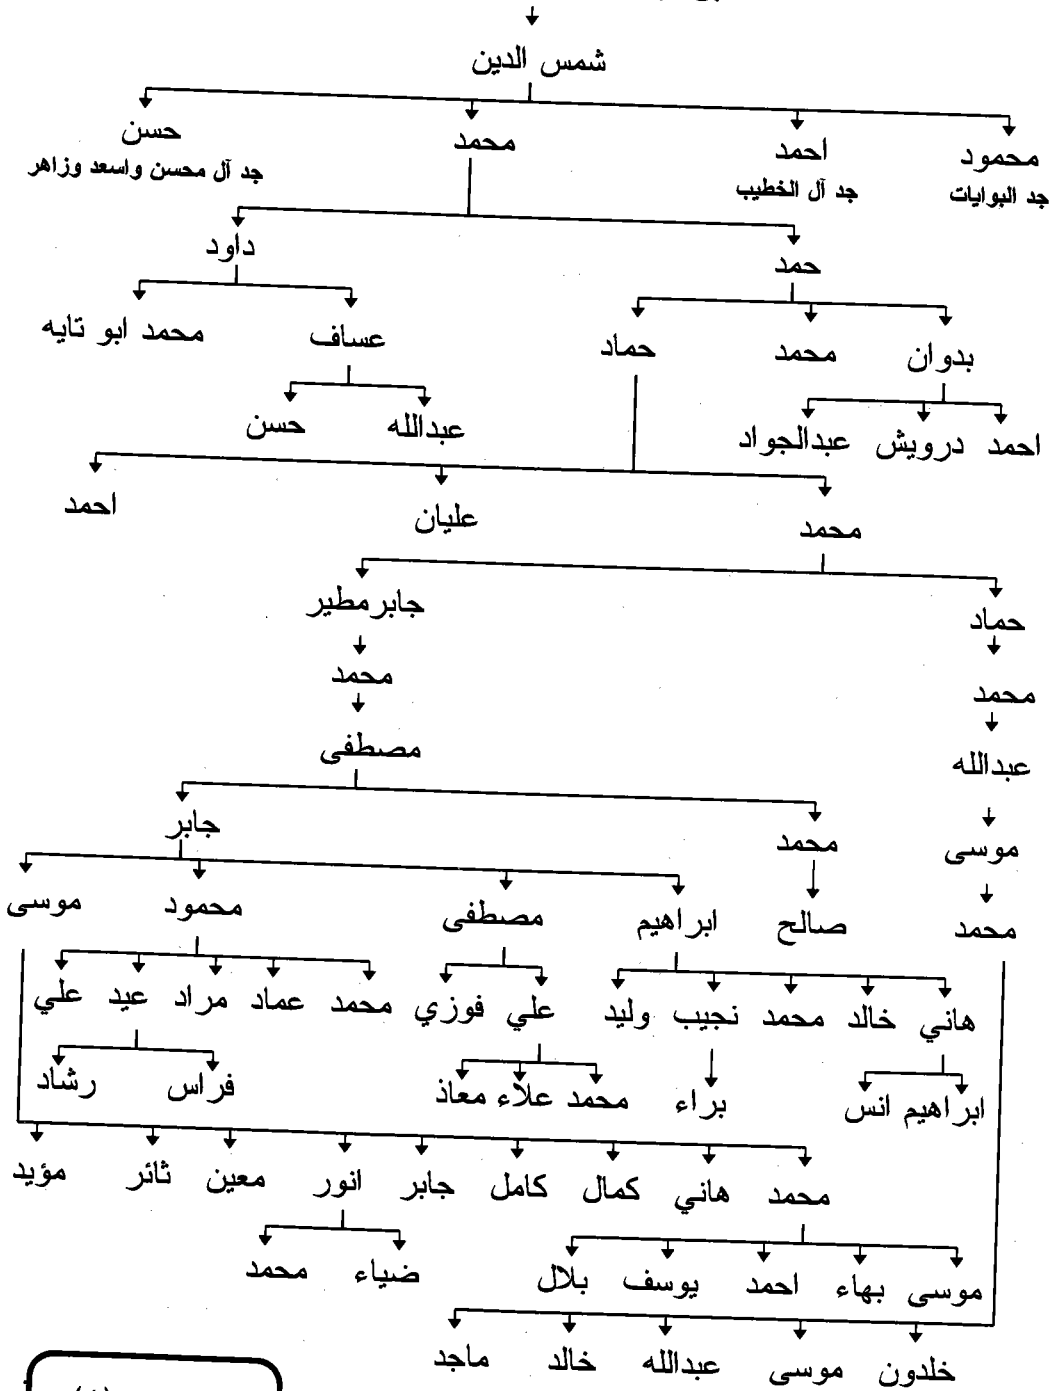 شمس الدين
محمود احمد محمد حسن
جد البوايات جد آل الخطيب جد آل محسن واسعد وزاهر
حمد داود
بدوان محمد حماد عساف محمد ابو تايه
احمد درويش عبدالجواد عبدالله حسن
محمد عليان احمد
حماد جابر مطير
محمد محمد
عبدالله مصطفى
موسى محمد جابر
محمد صالح ابراهيم مصطفى محمود موسى
هاني خالد محمد نجيب وليد علي فوزي محمد عماد مراد عيد علي
ابراهيم انس براء محمد علاء معاذ فراس رشاد
محمد هاني كمال كامل جابر انور معين ثائر مؤيد
موسى بهاء احمد يوسف بلال ضياء محمد
خلدون موسى عبدالله خالد ماجد